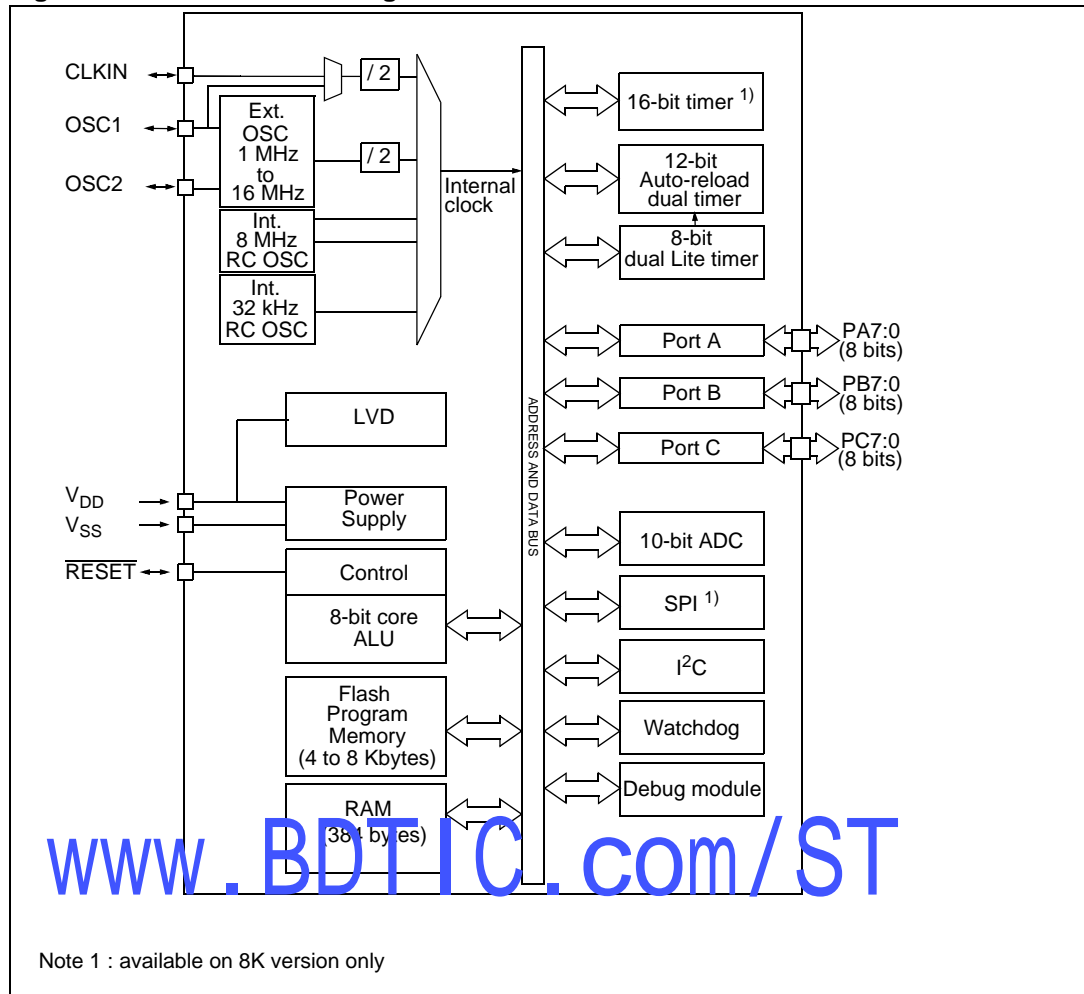 CLKIN
OSC1
OSC2
/ 2
/ 2
Ext.
OSC
1 MHz
to
16 MHz
Int.
8 MHz
RC OSC
Int.
32 kHz
RC OSC
Internal
clock
LVD
VDD
VSS
Power
Supply
RESET
Control
8-bit core
ALU
Flash
Program
Memory
(4 to 8 Kbytes)
RAM
(384 bytes)
ADDRESS AND DATA BUS
16-bit timer 1)
12-bit
Auto-reload
dual timer
8-bit
dual Lite timer
Port A
PA7:0
(8 bits)
Port B
PB7:0
(8 bits)
Port C
PC7:0
(8 bits)
10-bit ADC
SPI 1)
I2C
Watchdog
Debug module
www.BDTIC.com/ST
Note 1 : available on 8K version only